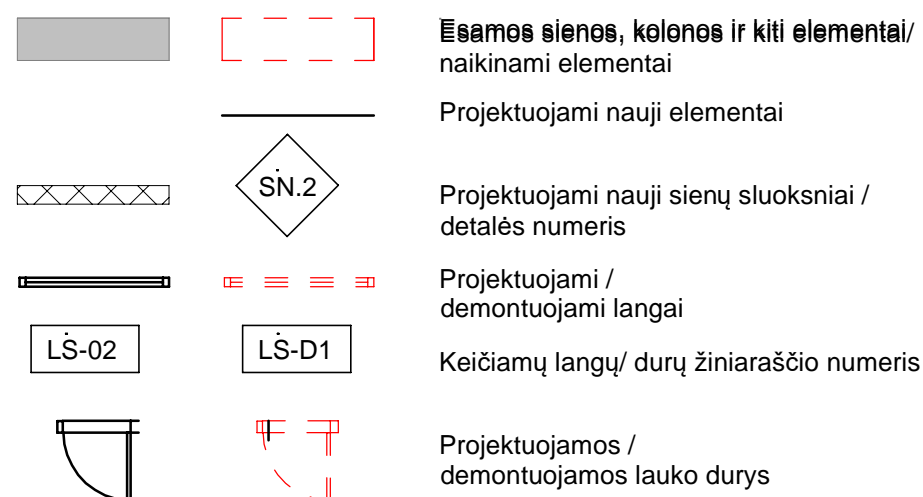 Esamos sienos, kolonos ir kiti elementai/
naikinami elementai
Projektuojami nauji elementai
SN.2
Projektuojami nauji sienų sluoksniai /
detalės numeris
Projektuojami /
demontuojami langai
LS-02
LS-D1
Keičiamų langų/ durų žiniaraščio numeris
Projektuojamos /
demontuojamos lauko durys